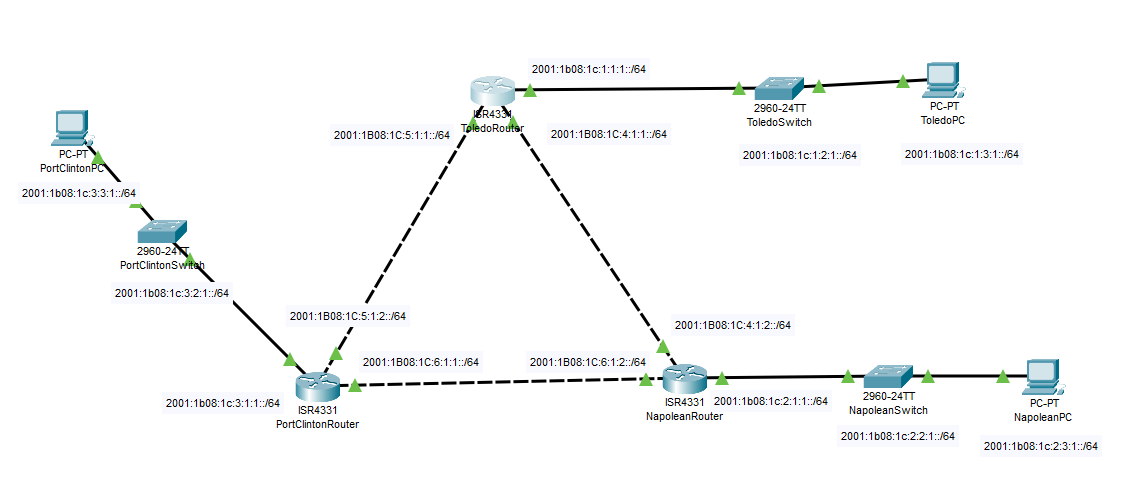 2001:1b08:1c:1:1:1::/64
ISR4331
ToledoRouter
2960-24TT
ToledoSwitch
PC-PT
ToledoPC
2001:1B08:1C:5:1:1::/64
2001:1B08:1C:4:1:1::/64
2001:1b08:1c:1:2:1::/64
2001:1b08:1c:1:3:1::/64
PC-PT
PortClintonPC
2001:1b08:1c:3:3:1::/64
2960-24TT
PortClintonSwitch
2001:1b08:1c:3:2:1::/64
2001:1B08:1C:5:1:2::/64
2001:1B08:1C:4:1:2::/64
2001:1B08:1C:6:1:1::/64
2001:1B08:1C:6:1:2::/64
2001:1b08:1c:3:1:1::/64
ISR4331
PortClintonRouter
ISR4331
NapoleanRouter
2001:1b08:1c:2:1:1::/64
2960-24TT
NapoleanSwitch
PC-PT
NapoleanPC
2001:1b08:1c:2:2:1::/64
2001:1b08:1c:2:3:1::/64